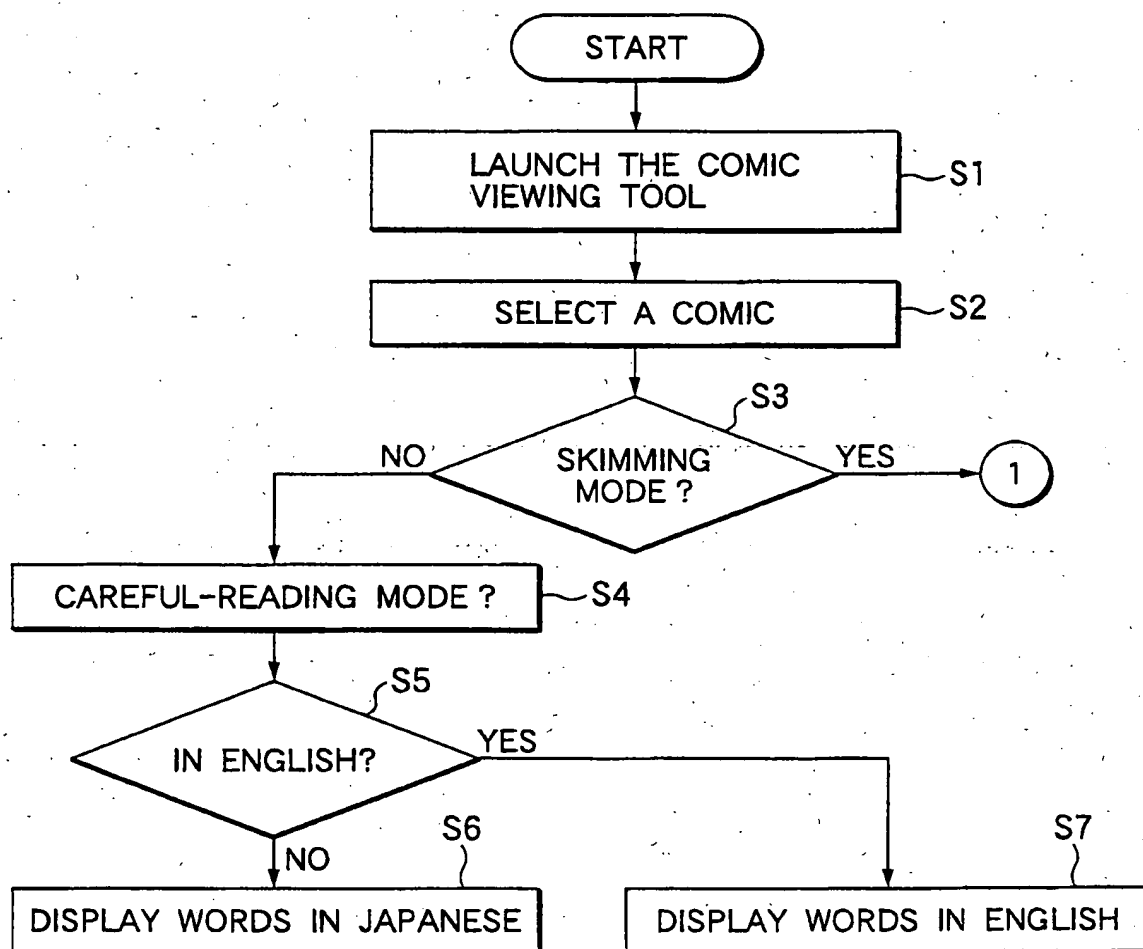 START
LAUNCH THE COMIC
VIEWING TOOL
S1
SELECT A COMIC
S2
S3
SKIMMING
MODE ?
NO
YES
1
CAREFUL-READING MODE ?
S4
S5
IN ENGLISH?
YES
NO
S6
S7
DISPLAY WORDS IN JAPANESE
DISPLAY WORDS IN ENGLISH